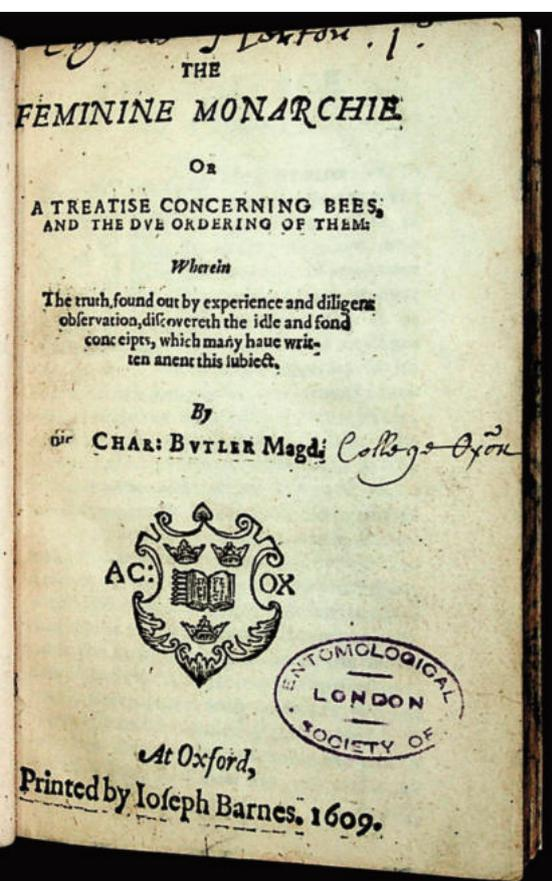 THE
FEMININE MONARCHIE.
OR
A TREATISE CONCERNING BEES,
AND THE DVE ORDERING OF THEM:
Wherein
The truth, found out by experience and diligent
obſervation, diſcovereth the idle and fond
conceipts, which many haue writ-
ten anent this ſubiect.
By
CHAR: BVTLER Magd: College Oxon
AC: OX
ENTOMOLOGICAL
LONDON
SOCIETY OF
At Oxford,
Printed by Ioſeph Barnes. 1609.